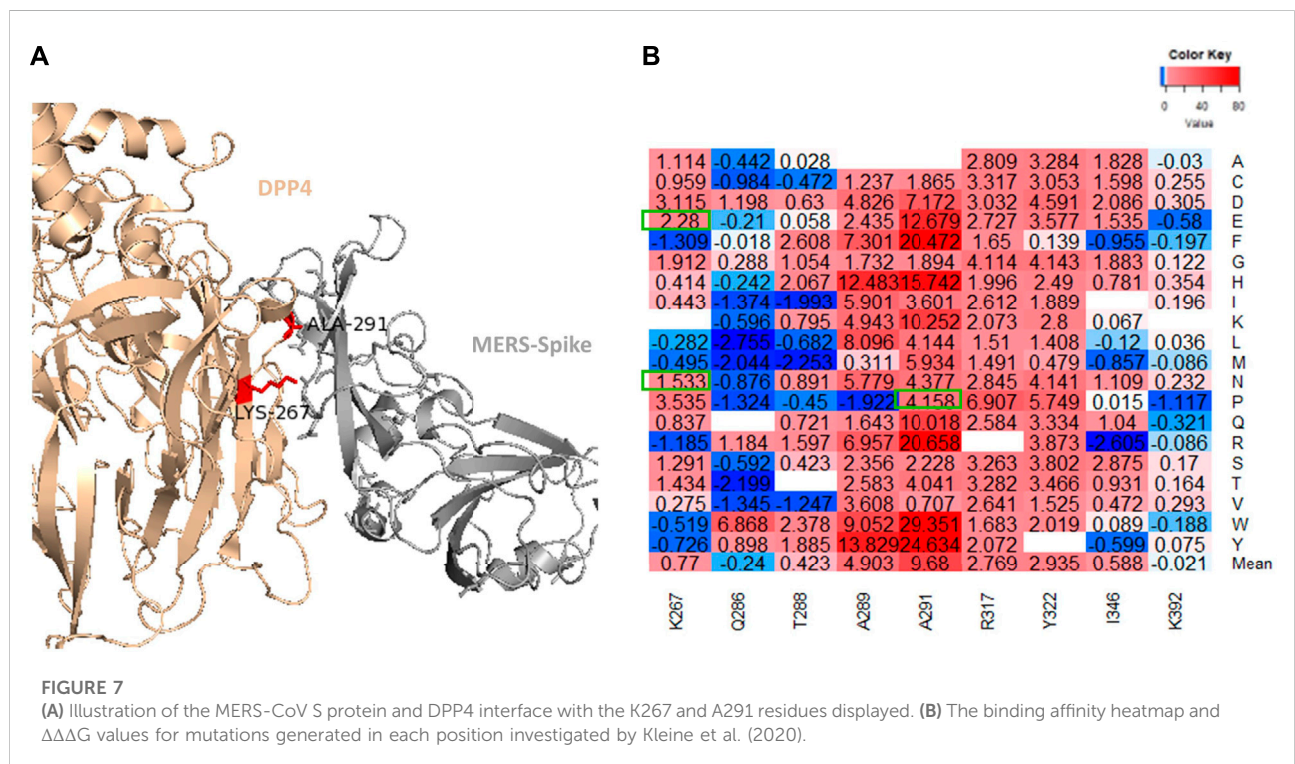 A
B
Color Key
0 40 80
Value
DPP4
ALA-291
MERS-Spike
LYS-267
1.114 -0.442 0.028 2.809 3.284 1.828 -0.03 A
0.959 -0.984 -0.472 1.237 1.865 3.317 3.053 1.598 0.255 C
3.115 1.198 0.63 4.826 7.172 3.032 4.591 2.086 0.305 D
2.28 -0.21 0.058 2.435 12.679 2.727 3.577 1.535 -0.58 E
-1.309 -0.018 2.608 7.301 20.472 1.65 0.139 -0.955 -0.197 F
1.912 0.288 1.054 1.732 1.894 4.114 4.143 1.883 0.122 G
0.414 -0.242 2.067 12.483 15.742 1.996 2.49 0.781 0.354 H
0.443 -1.374 -1.993 5.901 3.601 2.612 1.889 0.196 I
-0.596 0.795 4.943 10.252 2.073 2.8 0.067 K
-0.282 -2.755 -0.682 8.096 4.144 1.51 1.408 -0.12 0.036 L
-0.495 -2.044 -2.253 0.311 5.934 1.491 0.479 -0.857 -0.086 M
1.533 -0.876 0.891 5.779 4.377 2.845 4.141 1.109 0.232 N
3.535 -1.324 -0.45 -1.922 4.158 6.907 5.749 0.015 -1.117 P
0.837 0.721 1.643 10.018 2.584 3.334 1.04 -0.321 Q
-1.185 1.184 1.597 6.957 20.658 3.873 -2.605 -0.086 R
1.291 -0.592 0.423 2.356 2.228 3.263 3.802 2.875 0.17 S
1.434 -2.199 2.583 4.041 3.282 3.466 0.931 0.164 T
0.275 -1.345 -1.247 3.608 0.707 2.641 1.525 0.472 0.293 V
-0.519 6.868 2.378 9.052 29.351 1.683 2.019 0.089 -0.188 W
-0.726 0.898 1.885 13.829 24.634 2.072 -0.599 0.075 Y
0.77 -0.24 0.423 4.903 9.68 2.769 2.935 0.588 -0.021 Mean
K267 Q286 T288 A289 A291 R317 Y322 I346 K392
FIGURE 7
(A) Illustration of the MERS-CoV S protein and DPP4 interface with the K267 and A291 residues displayed. (B) The binding affinity heatmap and
ΔΔΔG values for mutations generated in each position investigated by Kleine et al. (2020).